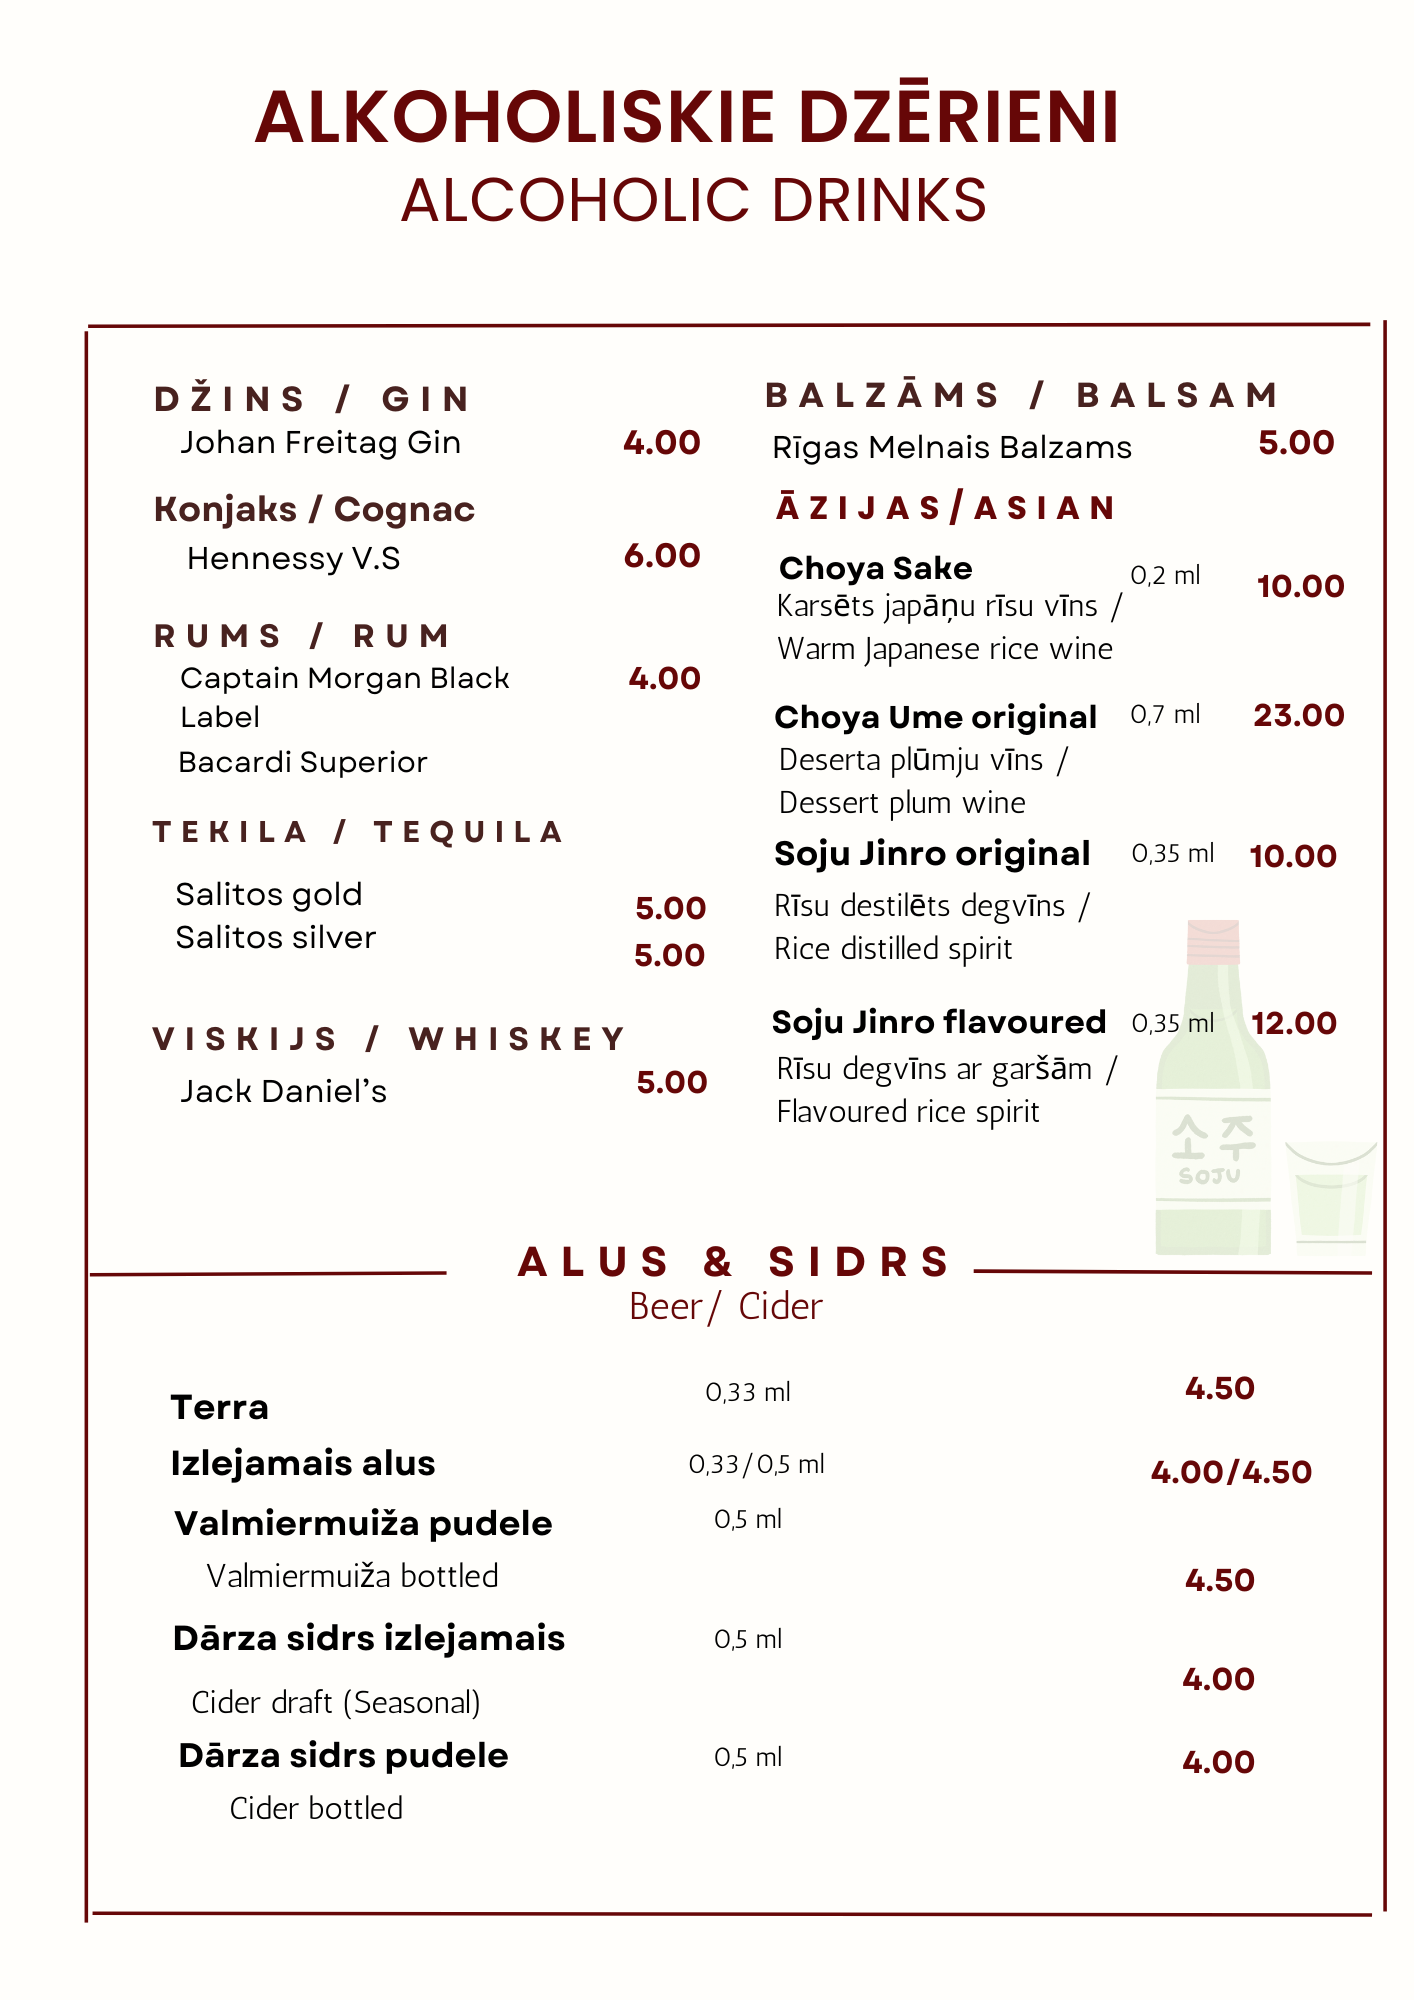 ALKOHOLISKIE DZĒRIENI
ALCOHOLIC DRINKS
DŽINS / GIN
Johan Freitag Gin 4.00
Konjaks / Cognac
Hennessy V.S 6.00
RUMS / RUM
Captain Morgan Black 4.00
Label
Bacardi Superior
TEKILA / TEQUILA
Salitos gold 5.00
Salitos silver 5.00
VISKIJS / WHISKEY
Jack Daniel’s 5.00
BALZĀMS / BALSAM
Rīgas Melnais Balzams 5.00
ĀZIJAS/ASIAN
Choya Sake 0,2 ml 10.00
Karsēts japāņu rīsu vīns /
Warm Japanese rice wine
Choya Ume original 0,7 ml 23.00
Deserta plūmju vīns /
Dessert plum wine
Soju Jinro original 0,35 ml 10.00
Rīsu destilēts degvīns /
Rice distilled spirit
Soju Jinro flavoured 0,35 ml 12.00
Rīsu degvīns ar garšām /
Flavoured rice spirit
소주
SOJU
ALUS & SIDRS
Beer/ Cider
Terra 0,33 ml 4.50
Izlejamais alus 0,33/0,5 ml 4.00/4.50
Valmiermuiža pudele 0,5 ml
Valmiermuiža bottled 4.50
Dārza sidrs izlejamais 0,5 ml
4.00
Cider draft (Seasonal)
Dārza sidrs pudele 0,5 ml 4.00
Cider bottled